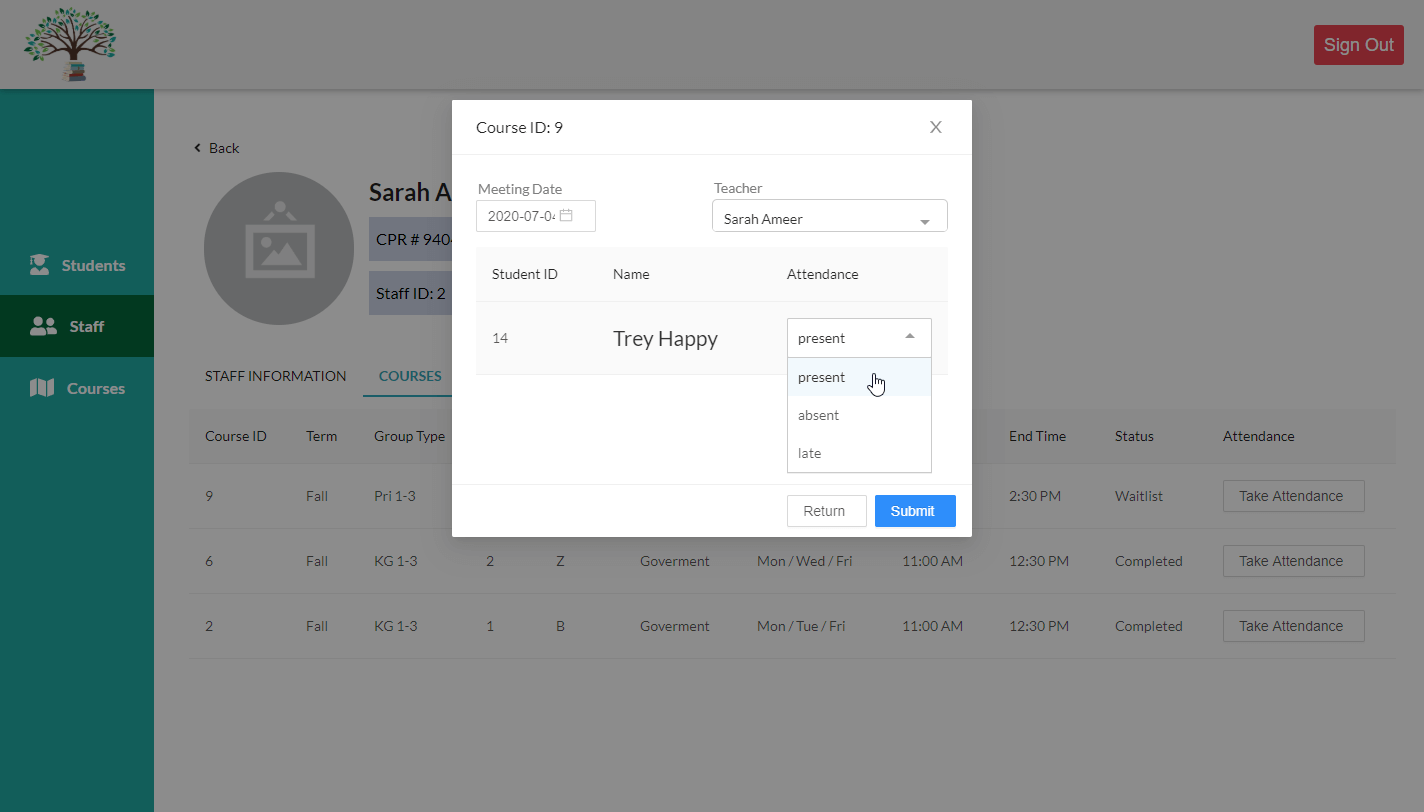 Sign Out
Students
Staff
Courses
Back
Sarah A
CPR # 940
Staff ID: 2
STAFF INFORMATION
COURSES
Course ID Term Group Type End Time Status Attendance
9 Fall Pri 1-3 2:30 PM Waitlist Take Attendance
6 Fall KG 1-3 2 Z Goverment Mon / Wed / Fri 11:00 AM 12:30 PM Completed Take Attendance
2 Fall KG 1-3 1 B Goverment Mon / Tue / Fri 11:00 AM 12:30 PM Completed Take Attendance
Course ID: 9 X
Meeting Date Teacher
2020-07-04 Sarah Ameer
Student ID Name Attendance
14 Trey Happy present
present
absent
late
Return Submit